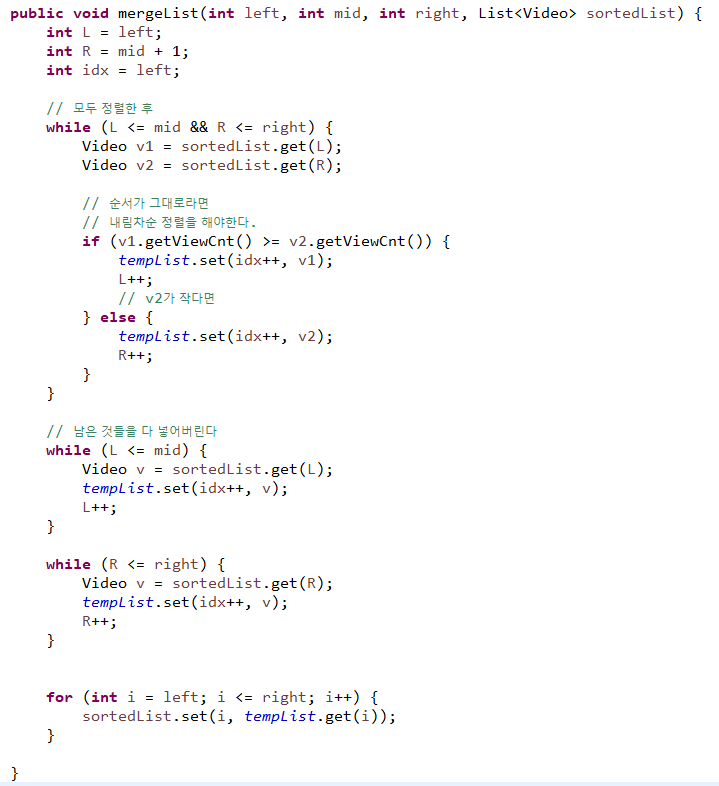 public void mergeList(int left, int mid, int right, List<Video> sortedList) {
    int L = left;
    int R = mid + 1;
    int idx = left;

    // 모두 정렬한 후
    while (L <= mid && R <= right) {
        Video v1 = sortedList.get(L);
        Video v2 = sortedList.get(R);

        // 순서가 그대로라면
        // 내림차순 정렬을 해야한다.
        if (v1.getViewCnt() >= v2.getViewCnt()) {
            tempList.set(idx++, v1);
            L++;
            // v2가 작다면
        } else {
            tempList.set(idx++, v2);
            R++;
        }
    }

    // 남은 것들을 다 넣어버린다
    while (L <= mid) {
        Video v = sortedList.get(L);
        tempList.set(idx++, v);
        L++;
    }

    while (R <= right) {
        Video v = sortedList.get(R);
        tempList.set(idx++, v);
        R++;
    }


    for (int i = left; i <= right; i++) {
        sortedList.set(i, tempList.get(i));
    }

}